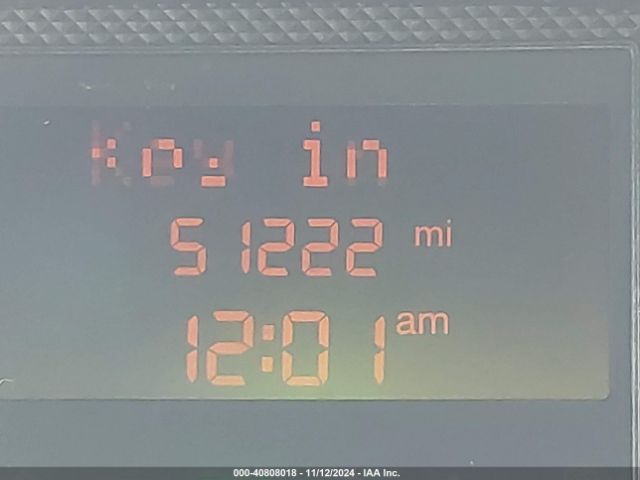 Key in
51222 mi
12:01 am
000-40808018 - 11/12/2024 - IAA Inc.